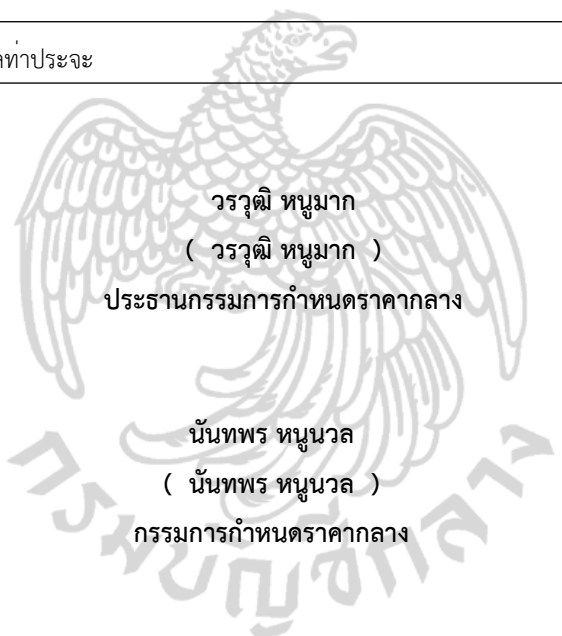 ลท่าประจะ
วรวุฒิ หนูมาก
( วรวุฒิ หนูมาก )
ประธานกรรมการกำหนดราคากลาง
นันทพร หนูนวล
( นันทพร หนูนวล )
กรรมการกำหนดราคากลาง
กรมบัญชีกลาง